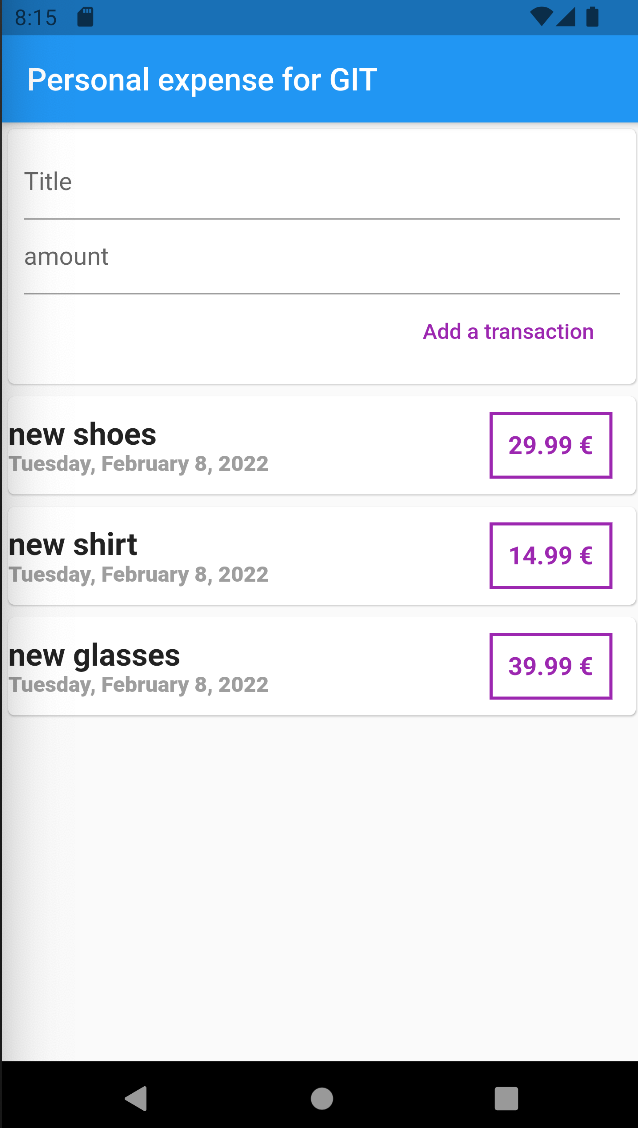 8:15
Personal expense for GIT
Title
amount
Add a transaction
new shoes
29.99 €
Tuesday, February 8, 2022
new shirt
14.99 €
Tuesday, February 8, 2022
new glasses
39.99 €
Tuesday, February 8, 2022